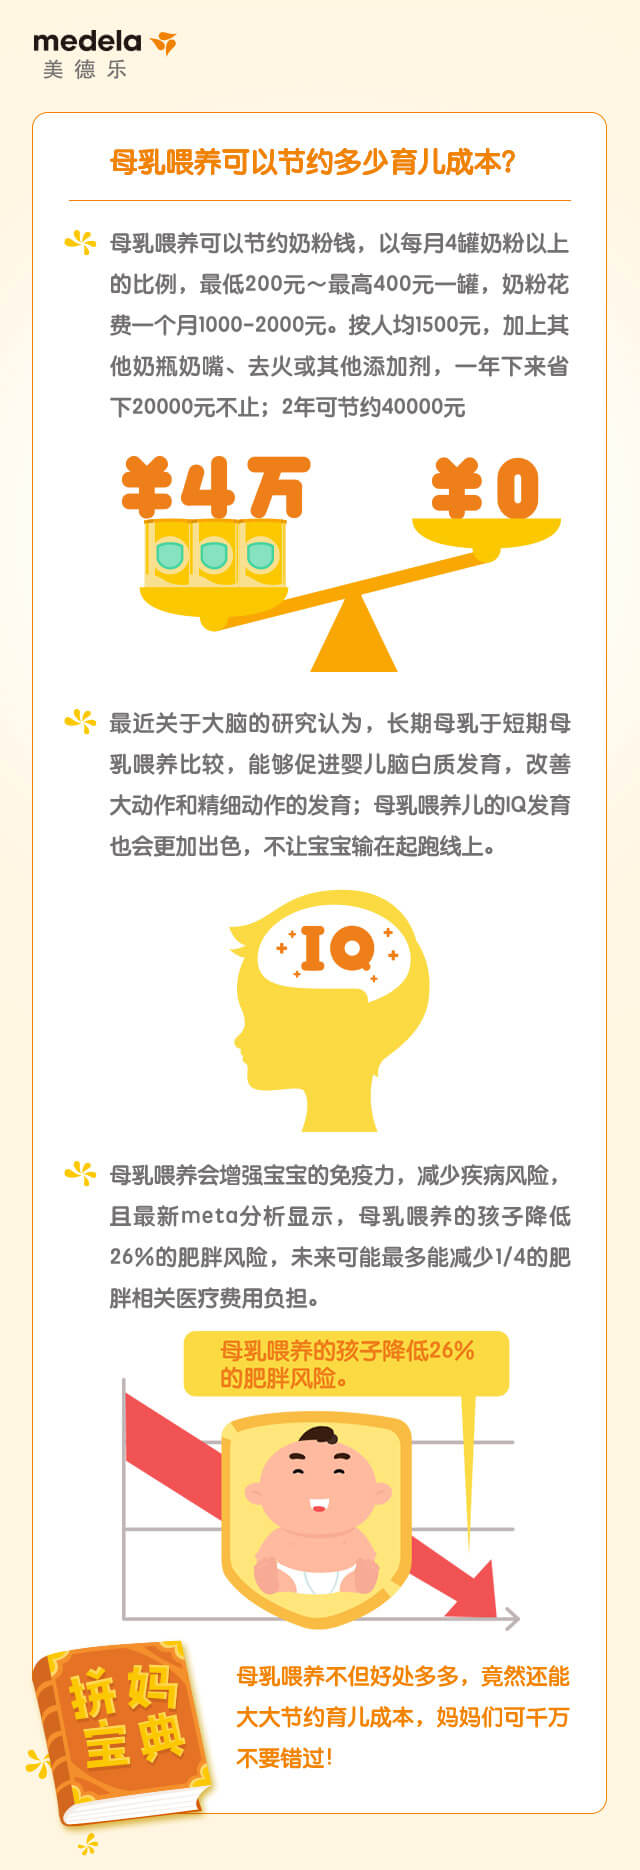 medela
美德乐
母乳喂养可以节约多少育儿成本?
母乳喂养可以节约奶粉钱，以每月4罐奶粉以上
的比例，最低200元～最高400元一罐，奶粉花
费一个月1000-2000元。按人均1500元，加上其
他奶瓶奶嘴、去火或其他添加剂，一年下来省
下20000元不止；2年可节约40000元
¥4万
¥0
最近关于大脑的研究认为，长期母乳于短期母
乳喂养比较，能够促进婴儿脑白质发育，改善
大动作和精细动作的发育；母乳喂养儿的IQ发育
也会更加出色，不让宝宝输在起跑线上。
IQ
母乳喂养会增强宝宝的免疫力，减少疾病风险，
且最新meta分析显示，母乳喂养的孩子降低
26%的肥胖风险，未来可能最多能减少1/4的肥
胖相关医疗费用负担。
母乳喂养的孩子降低26%
的肥胖风险。
拼妈
宝典
母乳喂养不但好处多多，竟然还能
大大节约育儿成本，妈妈们可千万
不要错过!